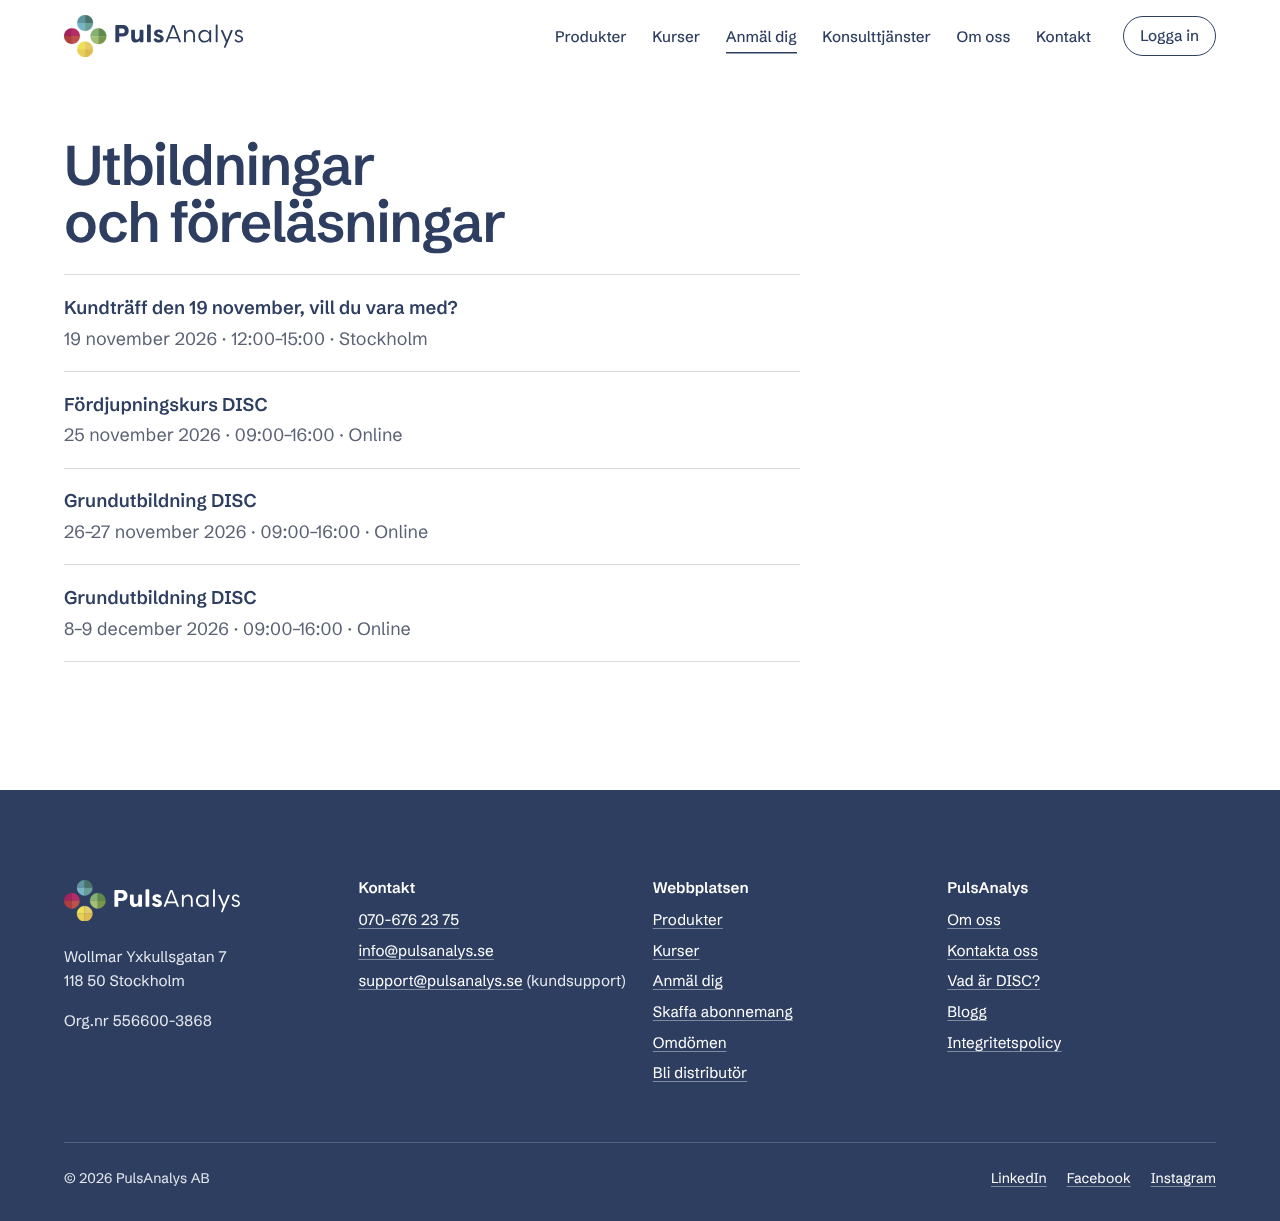 PulsAnalys
Produkter
Kurser
Anmäl dig
Konsulttjänster
Om oss
Kontakt
Logga in
Utbildningar
och föreläsningar
Kundträff den 19 november, vill du vara med?
19 november 2026 · 12:00–15:00 · Stockholm
Fördjupningskurs DISC
25 november 2026 · 09:00–16:00 · Online
Grundutbildning DISC
26–27 november 2026 · 09:00–16:00 · Online
Grundutbildning DISC
8–9 december 2026 · 09:00–16:00 · Online
PulsAnalys
Wollmar Yxkullsgatan 7
118 50 Stockholm
Org.nr 556600-3868
Kontakt
070-676 23 75
info@pulsanalys.se
support@pulsanalys.se (kundsupport)
Webbplatsen
Produkter
Kurser
Anmäl dig
Skaffa abonnemang
Omdömen
Bli distributör
PulsAnalys
Om oss
Kontakta oss
Vad är DISC?
Blogg
Integritetspolicy
© 2026 PulsAnalys AB
LinkedIn
Facebook
Instagram